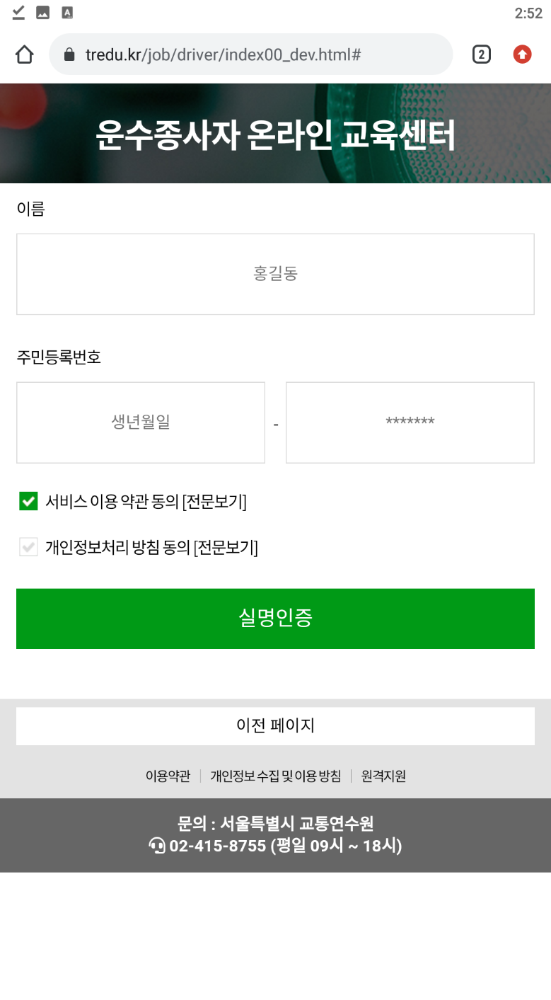 2:52
tredu.kr/job/driver/index00_dev.html#
2
운수종사자 온라인 교육센터
이름
홍길동
주민등록번호
생년월일 - *******
서비스 이용 약관 동의 [전문보기]
개인정보처리 방침 동의 [전문보기]
실명인증
이전 페이지
이용약관 | 개인정보 수집 및 이용 방침 | 원격지원
문의 : 서울특별시 교통연수원
02-415-8755 (평일 09시 ~ 18시)